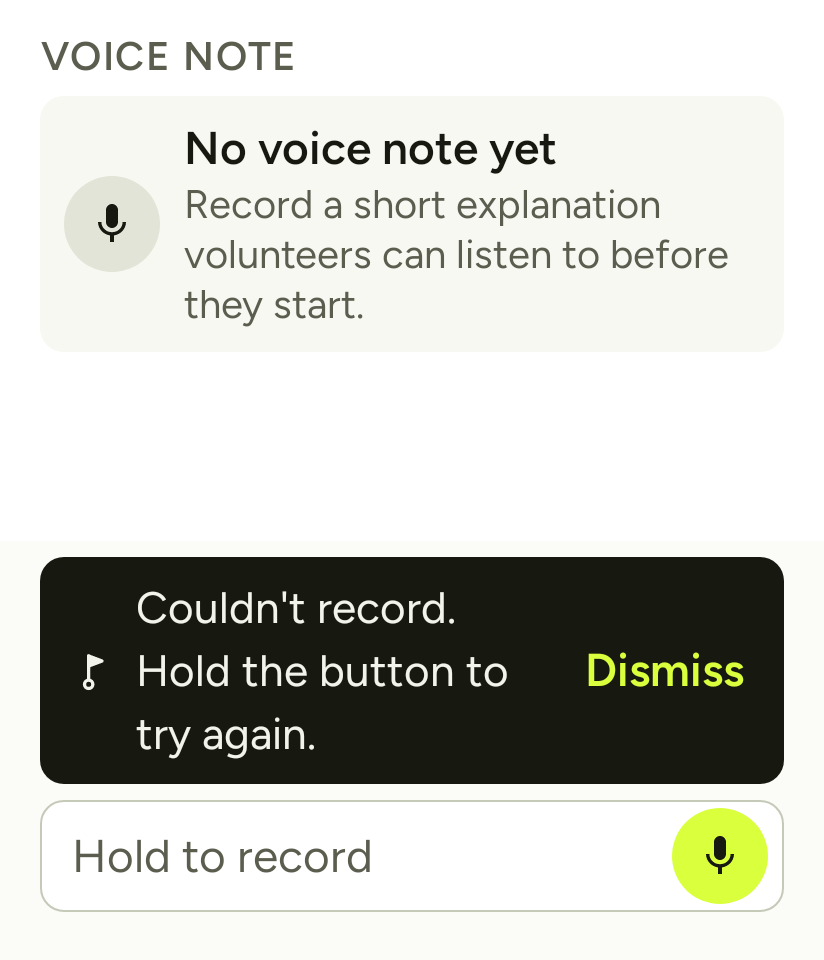 VOICE NOTE
No voice note yet
Record a short explanation
volunteers can listen to before
they start.
Couldn't record.
Hold the button to
try again.
Dismiss
Hold to record